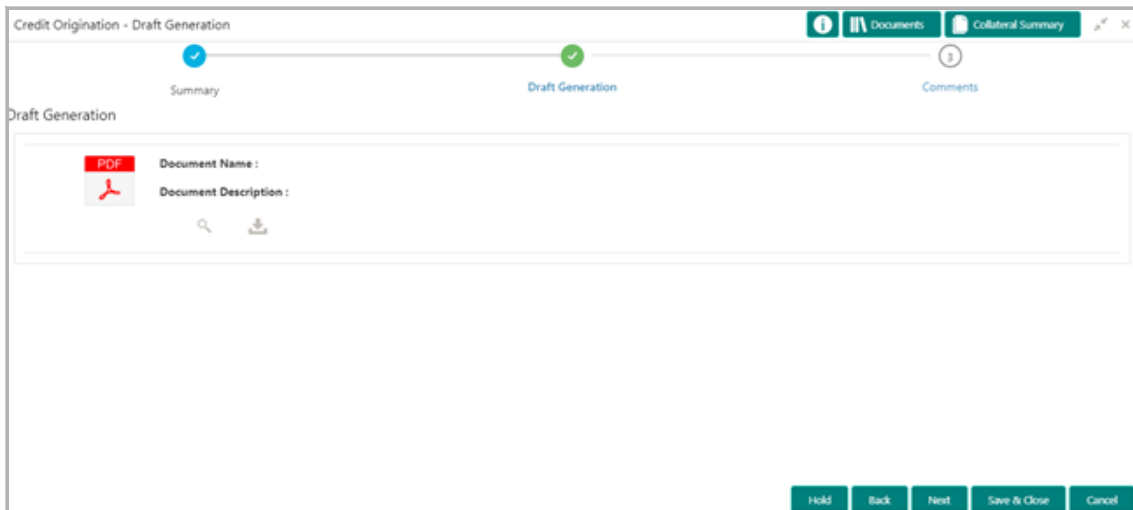 Credit Origination - Draft Generation
i Documents Collateral Summary
Summary Draft Generation 3 Comments
Draft Generation
PDF
Document Name :
Document Description :
Hold Back Next Save & Close Cancel